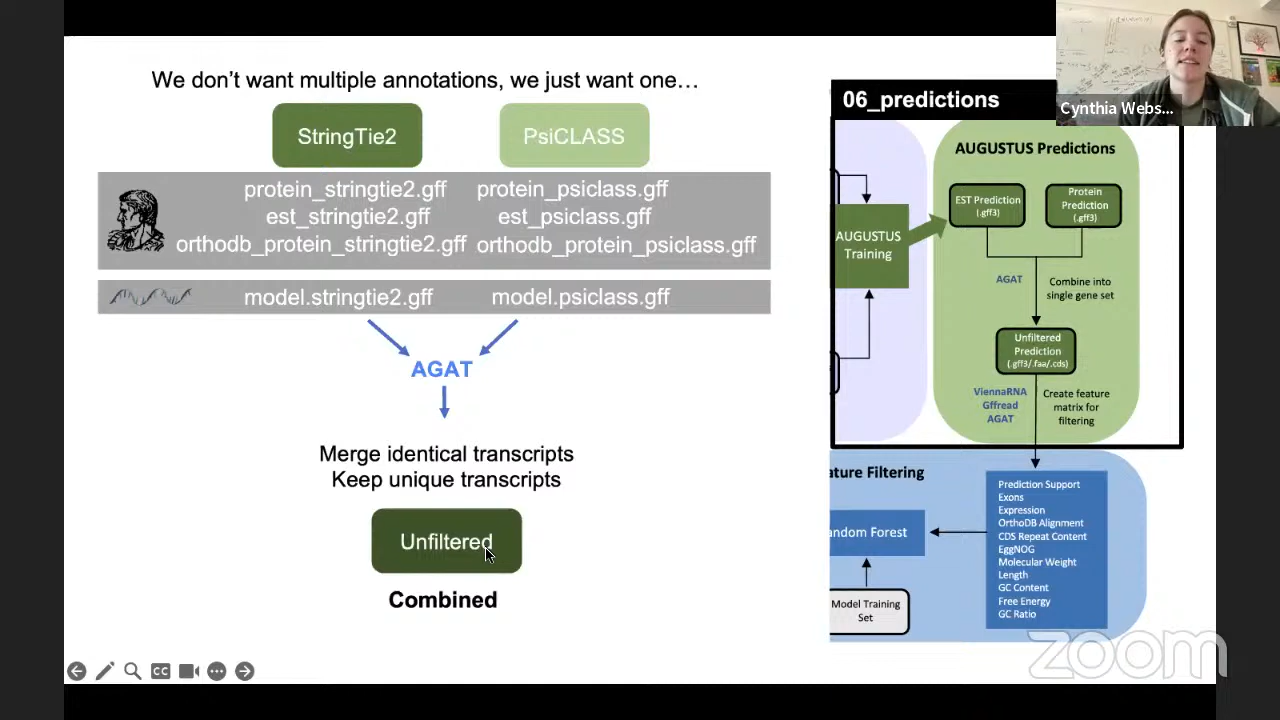 We don't want multiple annotations, we just want one…
StringTie2
PsiCLASS
protein_stringtie2.gff
protein_psiclass.gff
est_stringtie2.gff
est_psiclass.gff
orthodb_protein_stringtie2.gff
orthodb_protein_psiclass.gff
model.stringtie2.gff
model.psiclass.gff
AGAT
Merge identical transcripts
Keep unique transcripts
Unfiltered
Combined
06_predictions
AUGUSTUS Predictions
EST Prediction
(.gff3)
Protein
Prediction
(.gff3)
AUGUSTUS
Training
AGAT
Combine into
single gene set
Unfiltered
Prediction
(.gff3/.faa/.cds)
ViennaRNA
Gffread
AGAT
Create feature
matrix for
filtering
ature Filtering
andom Forest
Model Training
Set
Prediction Support
Exons
Expression
OrthoDB Alignment
CDS Repeat Content
EggNOG
Molecular Weight
Length
GC Content
Free Energy
GC Ratio
Cynthia Webs...
CC
zoom